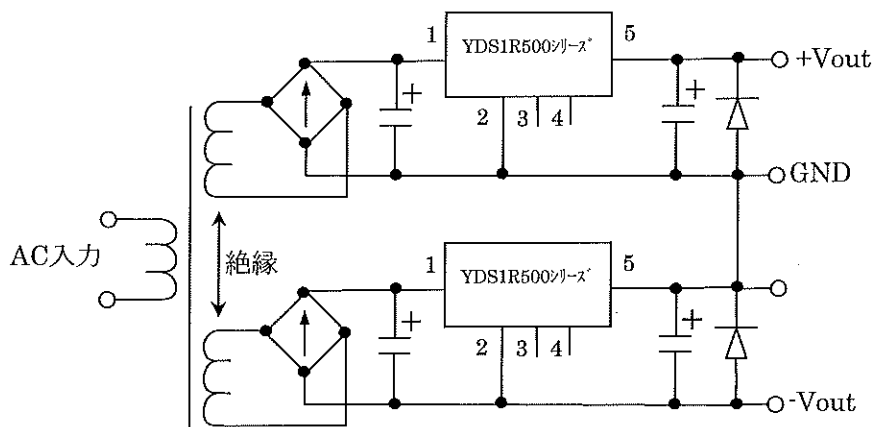 1
YDS1R500ｼﾘｰｽﾞ
5
+Vout
+
+
2
3
4
GND
AC入力
絶縁
1
YDS1R500ｼﾘｰｽﾞ
5
+
+
2
3
4
-Vout